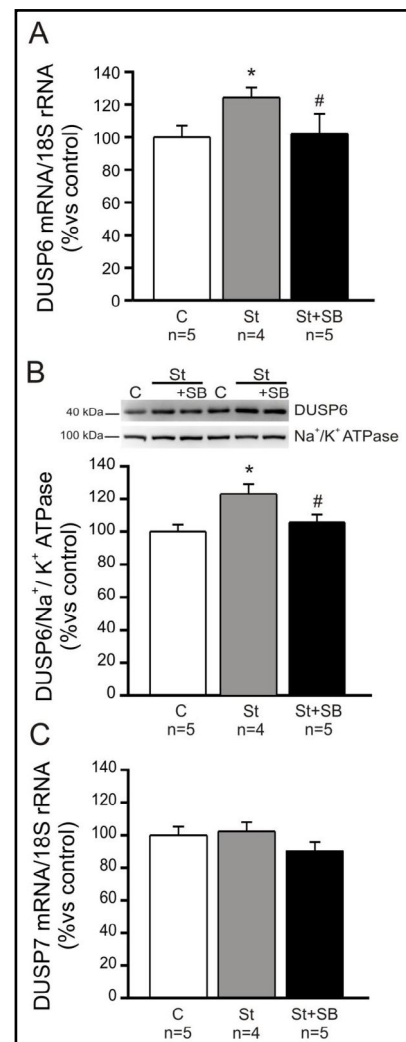 A
DUSP6 mRNA/18S rRNA
(%vs control)
140
120
100
80
60
40
20
0
*
#
C
n=5
St
n=4
St+SB
n=5
B
St St
C +SB C +SB
40 kDa DUSP6
100 kDa Na⁺/K⁺ ATPase
DUSP6/Na⁺/ K⁺ ATPase
(%vs control)
140
120
100
80
60
40
20
0
*
#
C
n=5
St
n=4
St+SB
n=5
C
DUSP7 mRNA/18S rRNA
(%vs control)
140
120
100
80
60
40
20
0
C
n=5
St
n=4
St+SB
n=5